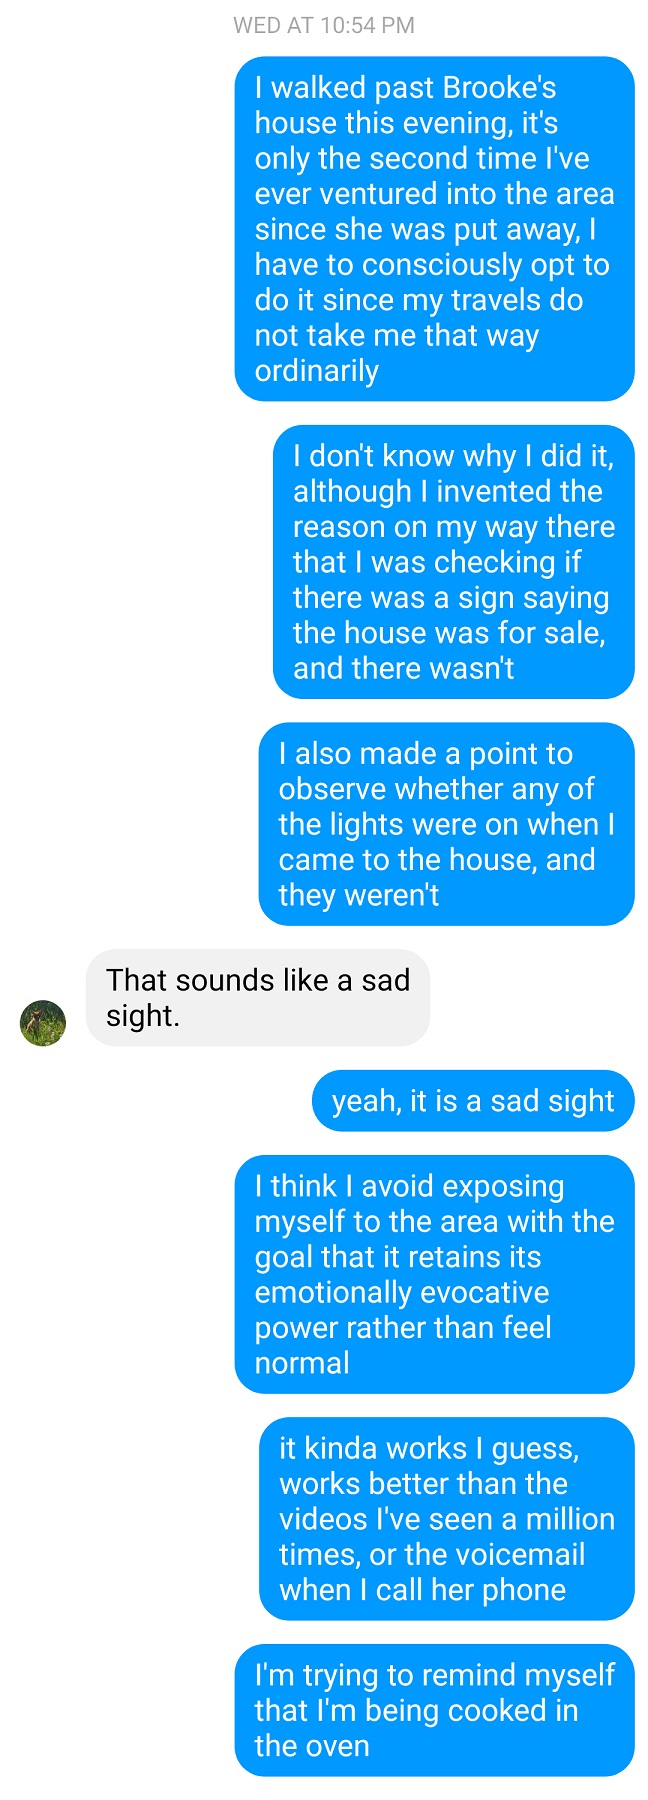 WED AT 10:54 PM
I walked past Brooke's
house this evening, it's
only the second time I've
ever ventured into the area
since she was put away, I
have to consciously opt to
do it since my travels do
not take me that way
ordinarily
I don't know why I did it,
although I invented the
reason on my way there
that I was checking if
there was a sign saying
the house was for sale,
and there wasn't
I also made a point to
observe whether any of
the lights were on when I
came to the house, and
they weren't
That sounds like a sad
sight.
yeah, it is a sad sight
I think I avoid exposing
myself to the area with the
goal that it retains its
emotionally evocative
power rather than feel
normal
it kinda works I guess,
works better than the
videos I've seen a million
times, or the voicemail
when I call her phone
I'm trying to remind myself
that I'm being cooked in
the oven